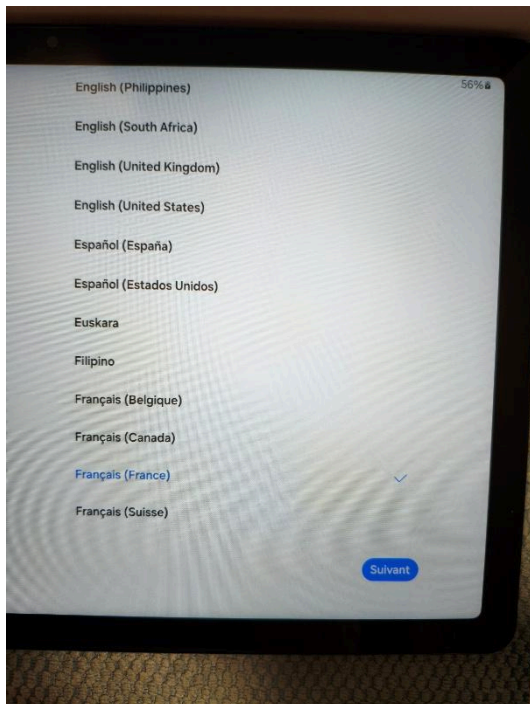 56%
English (Philippines)
English (South Africa)
English (United Kingdom)
English (United States)
Español (España)
Español (Estados Unidos)
Euskara
Filipino
Français (Belgique)
Français (Canada)
Français (France)
Français (Suisse)
Suivant